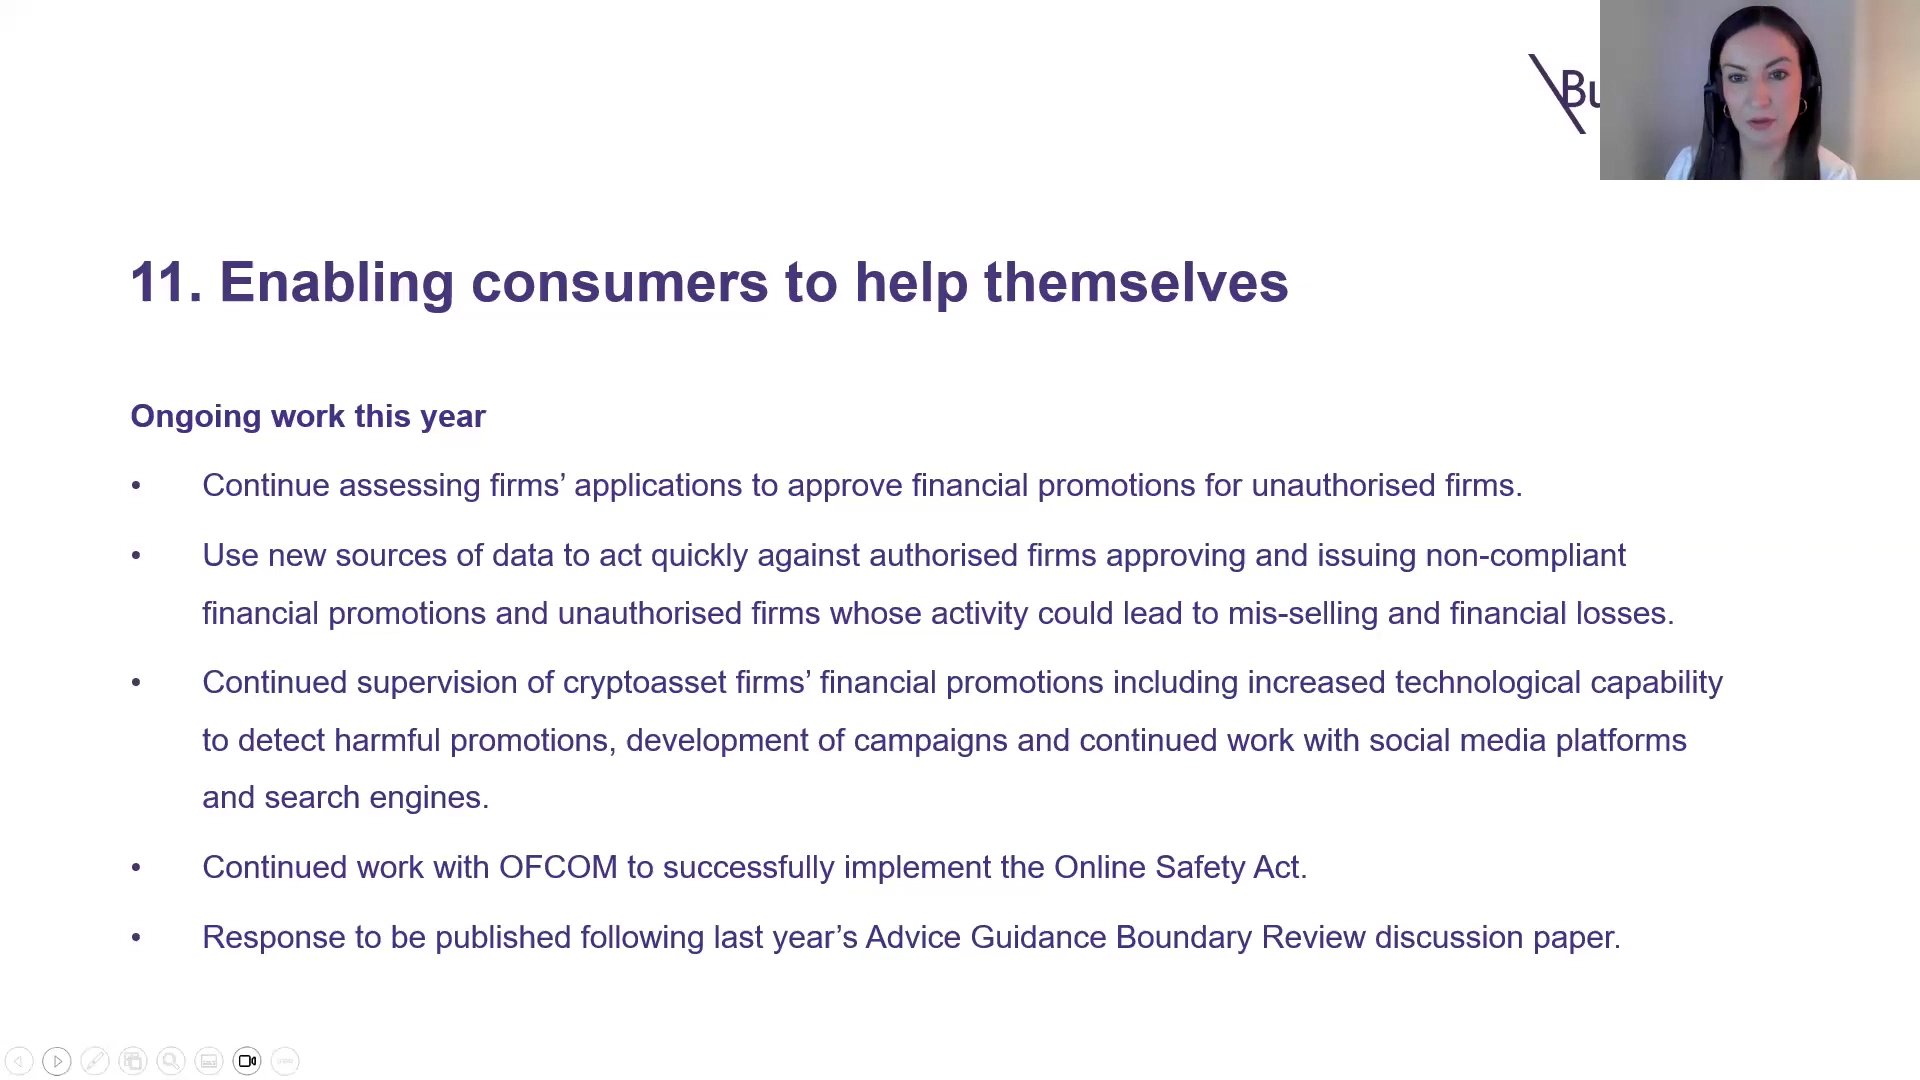 Bu
11. Enabling consumers to help themselves
Ongoing work this year
• Continue assessing firms’ applications to approve financial promotions for unauthorised firms.
• Use new sources of data to act quickly against authorised firms approving and issuing non-compliant
financial promotions and unauthorised firms whose activity could lead to mis-selling and financial losses.
• Continued supervision of cryptoasset firms’ financial promotions including increased technological capability
to detect harmful promotions, development of campaigns and continued work with social media platforms
and search engines.
• Continued work with OFCOM to successfully implement the Online Safety Act.
• Response to be published following last year’s Advice Guidance Boundary Review discussion paper.